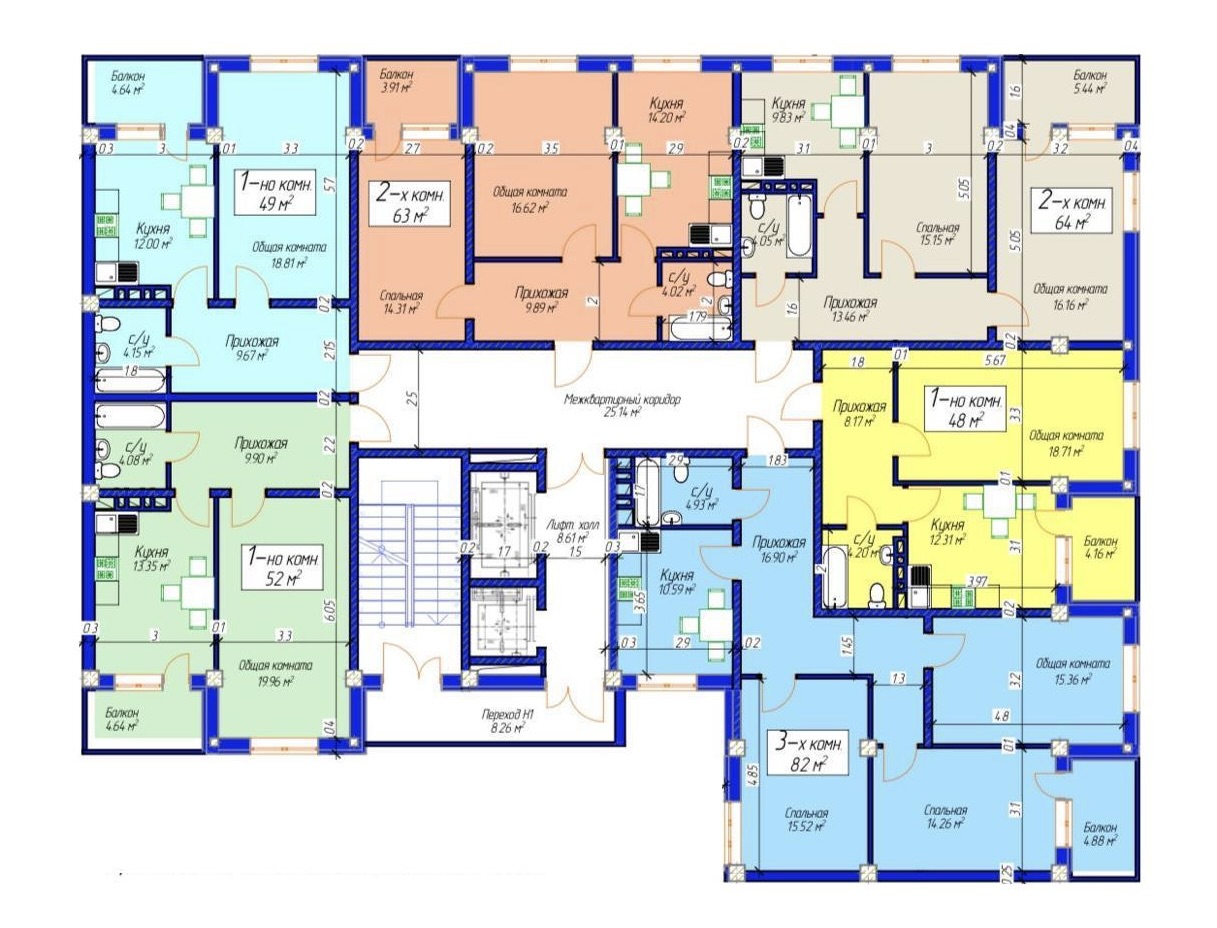 Балкон
4.64 м²
0.3
3
0.1
3.3
0.2
5.7
1-но комн.
49 м²
Кухня
12.00 м²
Общая комната
18.81 м²
0.2
с/у
4.15 м²
1.8
Прихожая
9.67 м²
2.15
0.2
Балкон
3.91 м²
2.7
0.2
3.5
0.1
2.9
0.2
2-х комн.
63 м²
Кухня
14.20 м²
Общая комната
16.62 м²
Спальная
14.31 м²
Прихожая
9.89 м²
2
с/у
4.02 м²
2
1.79
Кухня
9.83 м²
3.1
0.1
3
0.2
5.05
с/у
4.05 м²
Спальная
15.15 м²
1.6
Прихожая
13.46 м²
Балкон
5.44 м²
1.6
0.4
3.2
0.4
2-х комн.
64 м²
5.05
Общая комната
16.16 м²
0.2
2.5
Межквартирный коридор
25.14 м²
1.8
0.1
5.67
Прихожая
8.17 м²
1-но комн.
48 м²
3.3
Общая комната
18.71 м²
0.1
с/у
4.20 м²
2
Кухня
12.31 м²
3.1
3.97
Балкон
4.16 м²
0.2
с/у
4.08 м²
Прихожая
9.90 м²
2.2
0.2
1-но комн.
52 м²
Кухня
13.35 м²
0.3
3
0.1
3.3
6.05
Общая комната
19.96 м²
Балкон
4.64 м²
0.4
0.2
1.7
0.2
Лифт. холл
8.61 м²
1.5
0.3
Переход Н1
8.26 м²
2.9
1.83
1.7
с/у
4.93 м²
Прихожая
16.90 м²
Кухня
10.59 м²
3.65
0.3
2.9
0.2
1.45
1.3
Общая комната
15.36 м²
3.2
4.8
0.1
3-х комн.
82 м²
4.85
Спальная
15.52 м²
Спальная
14.26 м²
3.1
Балкон
4.88 м²
0.25